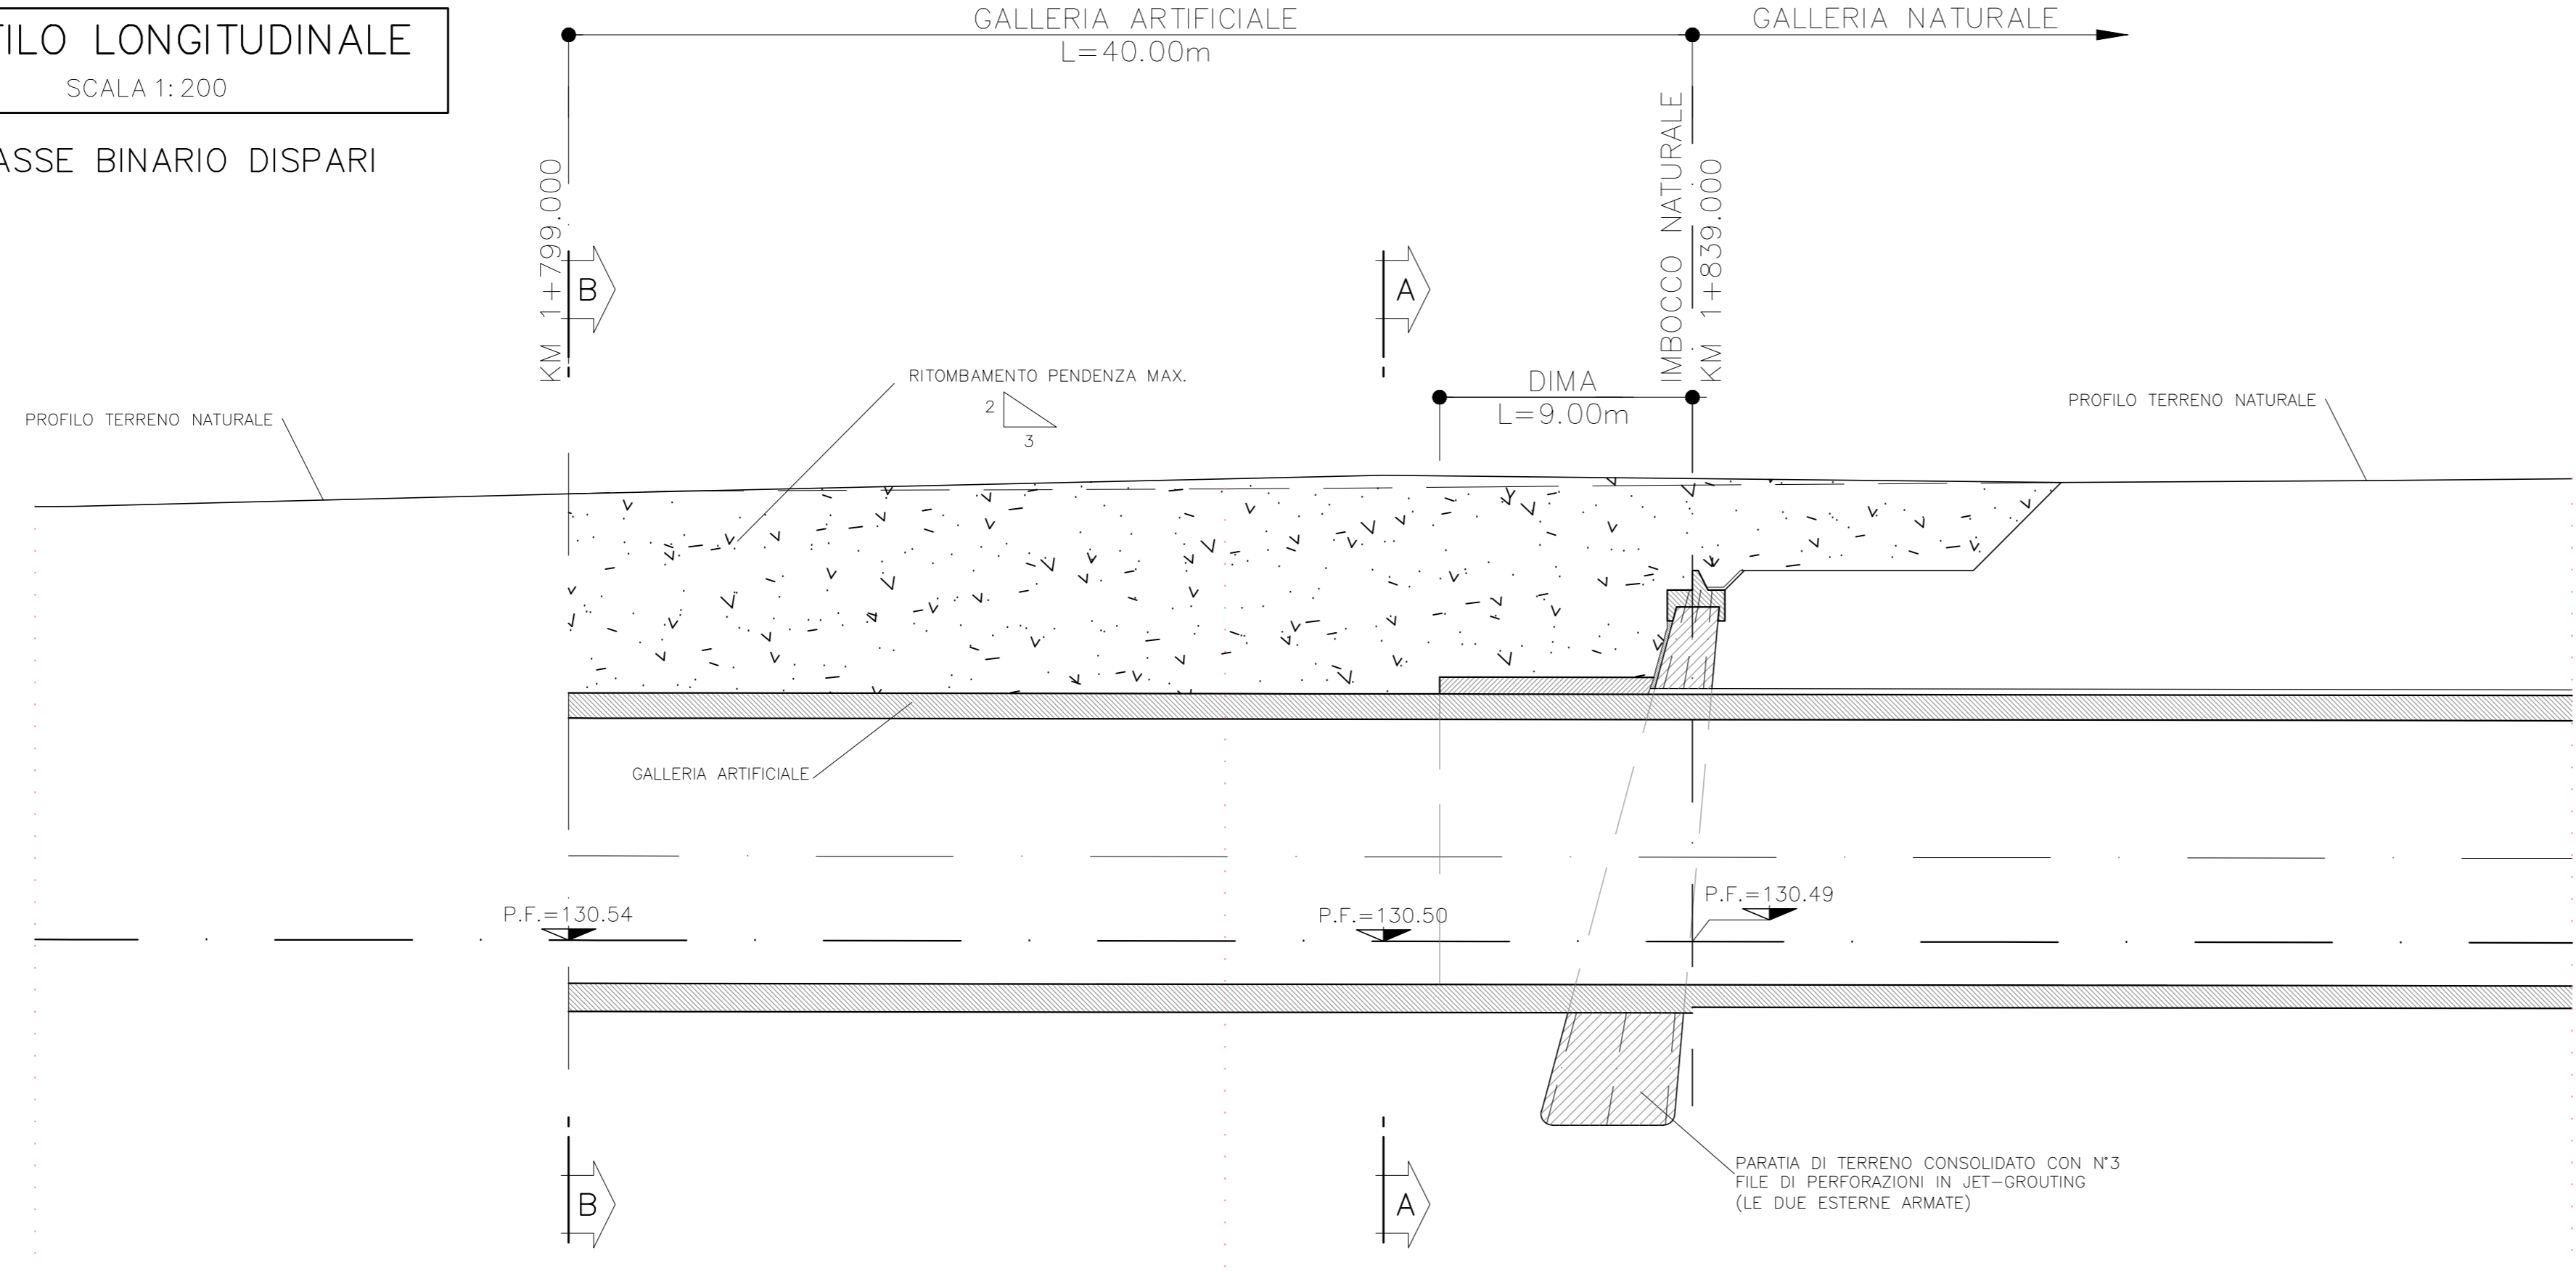 GALLERIA ARTIFICIALE
L=40.00m
GALLERIA NATURALE
LONGITUDINALE
SCALA 1:200
ASSE BINARIO DISPARI
KM 1+799.000
IMBOCCO NATURALE
KM 1+839.000
B
A
RITOMBAMENTO PENDENZA MAX.
2
3
DIMA
L=9.00m
PROFILO TERRENO NATURALE
PROFILO TERRENO NATURALE
GALLERIA ARTIFICIALE
P.F.=130.54
P.F.=130.50
P.F.=130.49
PARATIA DI TERRENO CONSOLIDATO CON N°3
FILE DI PERFORAZIONI IN JET-GROUTING
(LE DUE ESTERNE ARMATE)
B
A